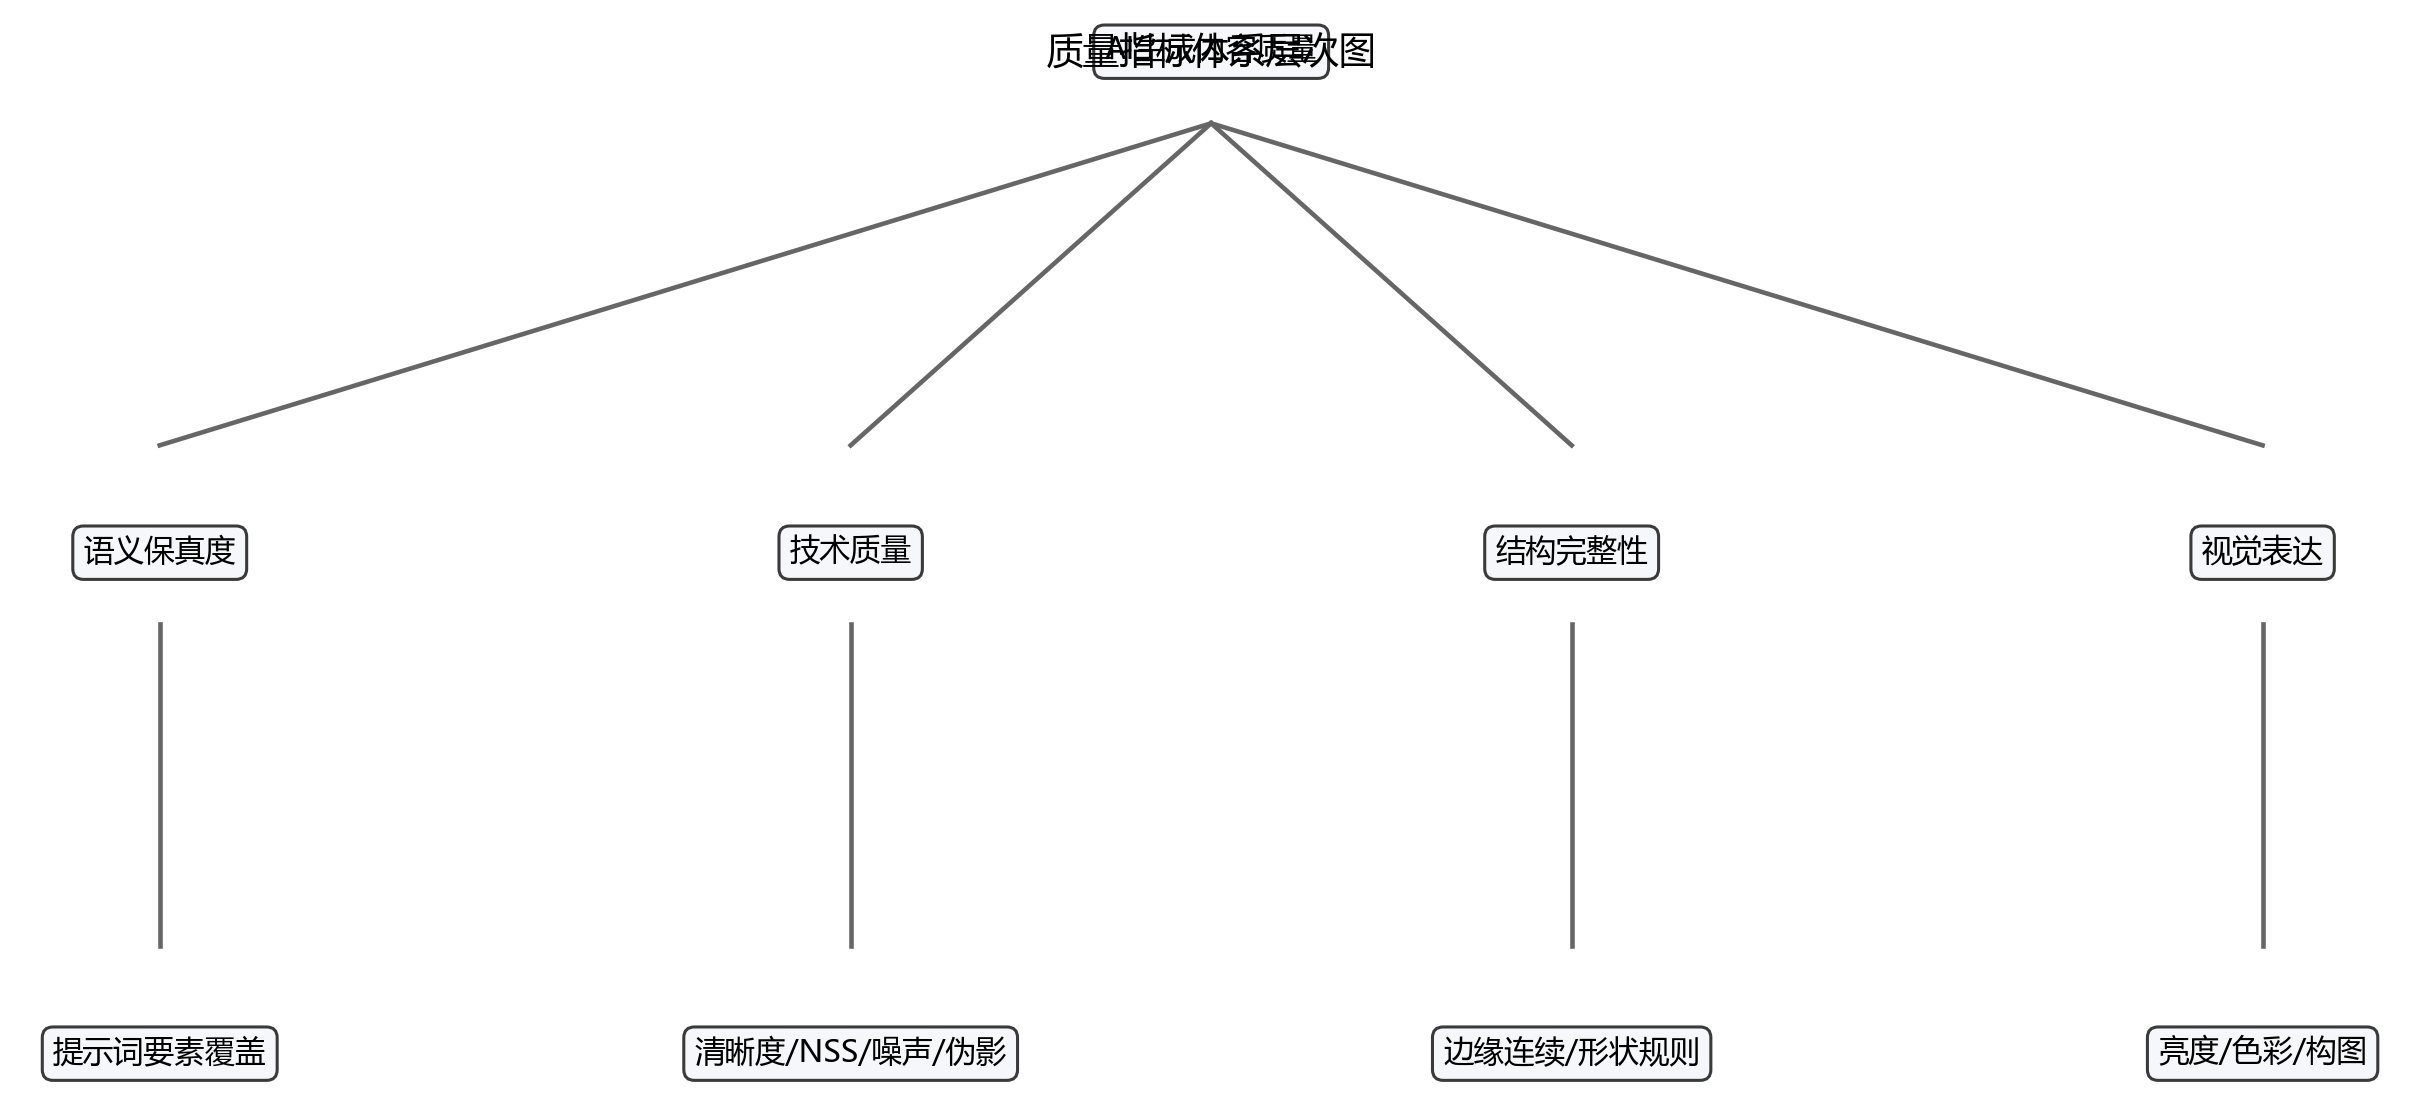 质量指标体系层次图
语义保真度
技术质量
结构完整性
视觉表达
提示词要素覆盖
清晰度/NSS/噪声/伪影
边缘连续/形状规则
亮度/色彩/构图